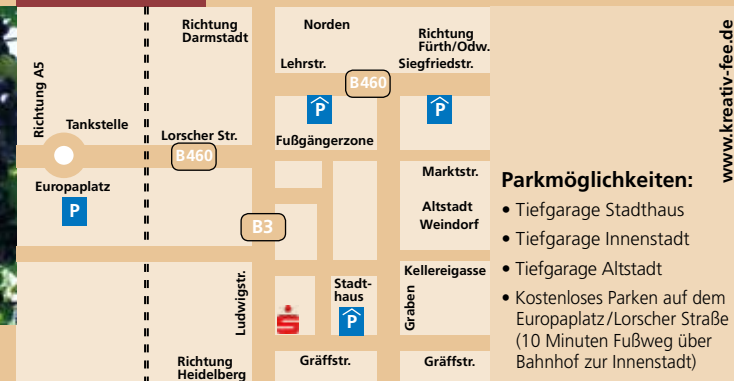 Richtung
Darmstadt
Norden
Richtung
Fürth/Odw.
Lehrstr.
Siegfriedstr.
B460
Richtung A5
P
P
Tankstelle
Lorscher Str.
Fußgängerzone
B460
Europaplatz
P
Marktstr.
Altstadt
Weindorf
B3
Kellereigasse
Ludwigstr.
Stadt-
haus
P
Graben
Richtung
Heidelberg
Gräffstr.
Gräffstr.
www.kreativ-fee.de
Parkmöglichkeiten:
• Tiefgarage Stadthaus
• Tiefgarage Innenstadt
• Tiefgarage Altstadt
• Kostenloses Parken auf dem
Europaplatz/Lorscher Straße
(10 Minuten Fußweg über
Bahnhof zur Innenstadt)